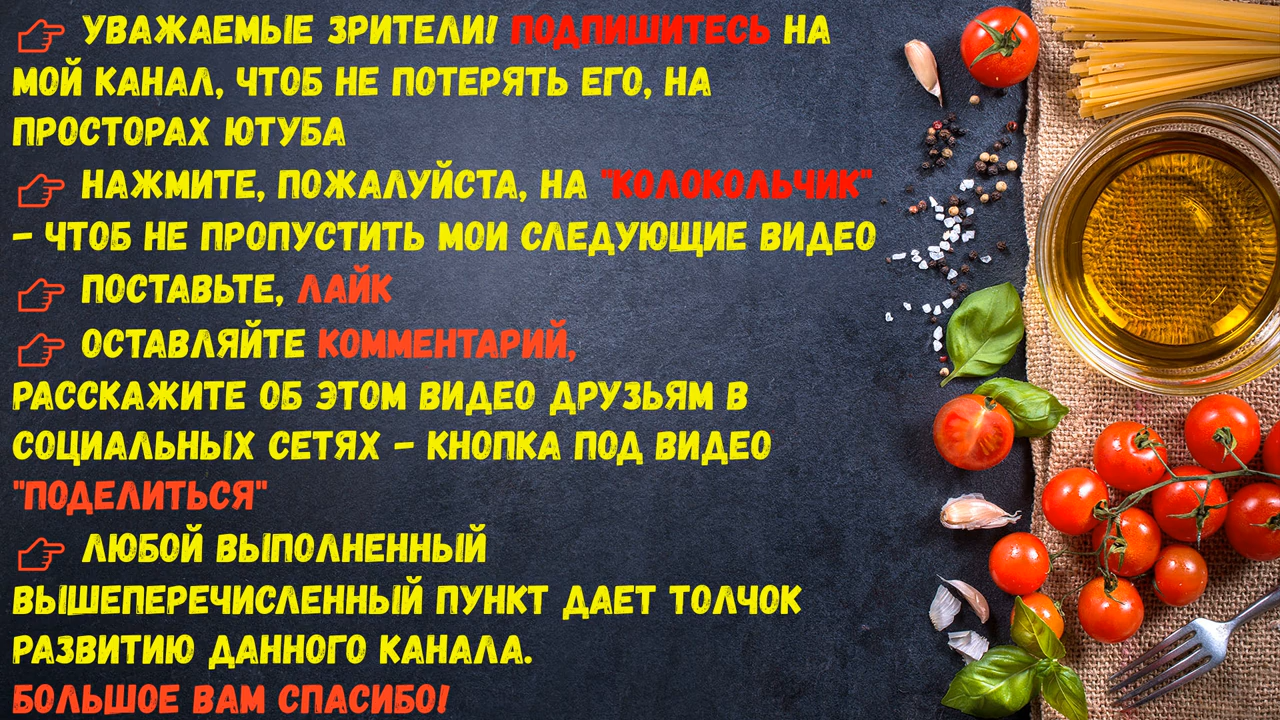 👉 УВАЖАЕМЫЕ ЗРИТЕЛИ! ПОДПИШИТЕСЬ НА
МОЙ КАНАЛ, ЧТОБ НЕ ПОТЕРЯТЬ ЕГО, НА
ПРОСТОРАХ ЮТУБА
👉 НАЖМИТЕ, ПОЖАЛУЙСТА, НА "КОЛОКОЛЬЧИК"
- ЧТОБ НЕ ПРОПУСТИТЬ МОИ СЛЕДУЮЩИЕ ВИДЕО
👉 ПОСТАВЬТЕ, ЛАЙК
👉 ОСТАВЛЯЙТЕ КОММЕНТАРИЙ,
РАССКАЖИТЕ ОБ ЭТОМ ВИДЕО ДРУЗЬЯМ В
СОЦИАЛЬНЫХ СЕТЯХ - КНОПКА ПОД ВИДЕО
"ПОДЕЛИТЬСЯ"
👉 ЛЮБОЙ ВЫПОЛНЕННЫЙ
ВЫШЕПЕРЕЧИСЛЕННЫЙ ПУНКТ ДАЕТ ТОЛЧОК
РАЗВИТИЮ ДАННОГО КАНАЛА.
БОЛЬШОЕ ВАМ СПАСИБО!